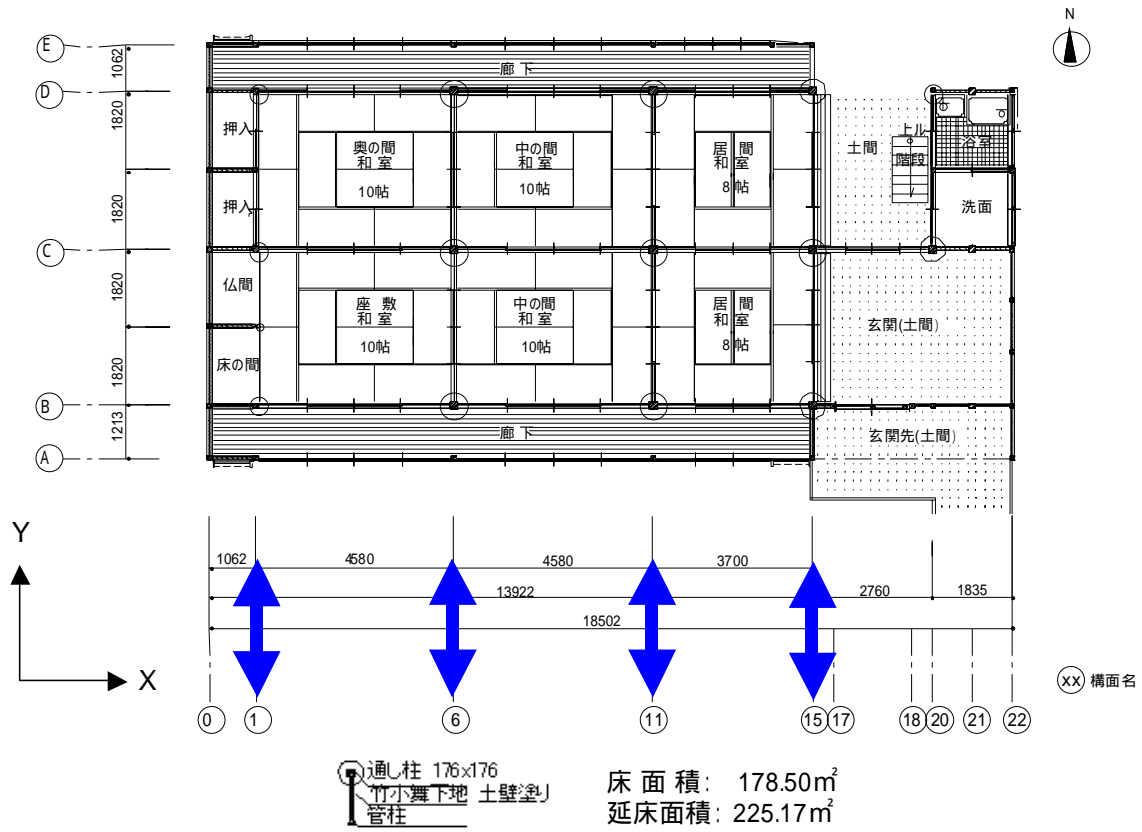 N
E
D
C
B
A
1062
1820
1820
1820
1820
1213
廊下
押入
押入
仏間
床の間
奥の間
和室
10帖
中の間
和室
10帖
居間
和室
8帖
土間
上ル
階段
浴室
洗面
座敷
和室
10帖
中の間
和室
10帖
居間
和室
8帖
玄関(土間)
廊下
玄関先(土間)
Y
X
1062
4580
4580
3700
13922
2760
1835
18502
0
1
6
11
15
17
18
20
21
22
xx 構面名
通し柱 176x176
竹小舞下地 土壁塗り
管柱
床面積: 178.50㎡
延床面積: 225.17㎡